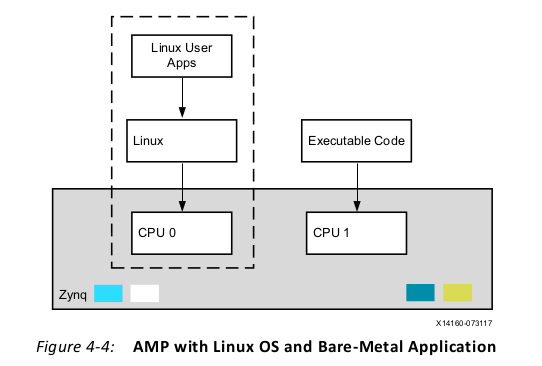 Linux User
Apps
Linux
Executable Code
CPU 0
CPU 1
Zynq
X14160-073117
Figure 4-4: AMP with Linux OS and Bare-Metal Application